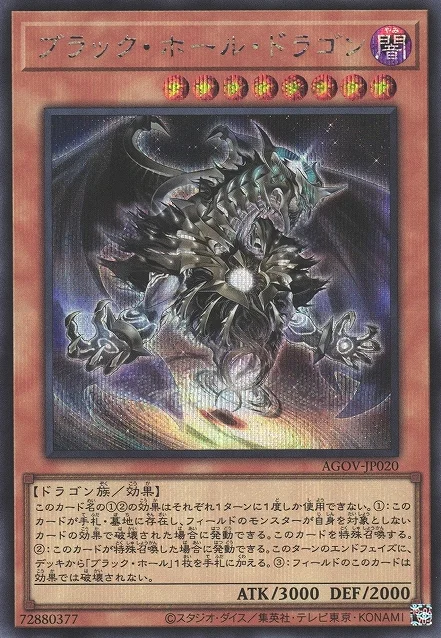 ブラック・ホール・ドラゴン
闇
AGOV-JP020
【ドラゴン族/効果】
このカード名の①②の効果はそれぞれ1ターンに1度しか使用できない。①:この
カードが手札・墓地に存在し、フィールドのモンスターが自身を対象としない
カードの効果で破壊された場合に発動できる。このカードを特殊召喚する。
②:このカードが特殊召喚した場合に発動できる。このターンのエンドフェイズに、
デッキから「ブラック・ホール」1枚を手札に加える。③:フィールドのこのカードは
効果では破壊されない。
ATK/3000 DEF/2000
72880377
©スタジオ・ダイス/集英社・テレビ東京・KONAMI